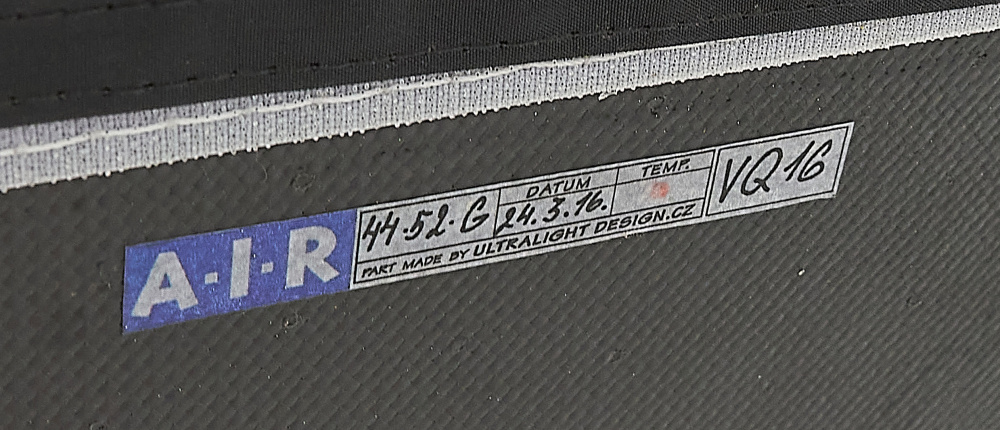 A·I·R
44·52·G
DATUM
24.3.16.
TEMP.
PART MADE BY ULTRALIGHT DESIGN.CZ
VQ16